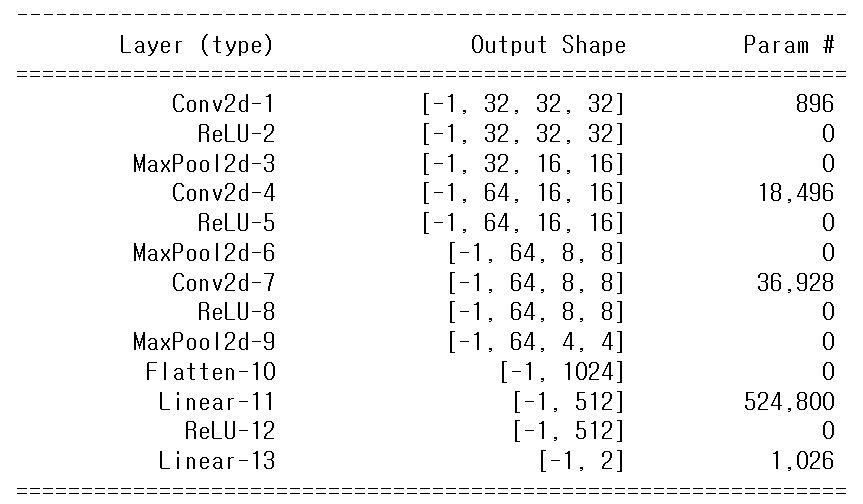 ----------------------------------------------------------------
Layer (type) Output Shape Param #
================================================================
Conv2d-1 [-1, 32, 32, 32] 896
ReLU-2 [-1, 32, 32, 32] 0
MaxPool2d-3 [-1, 32, 16, 16] 0
Conv2d-4 [-1, 64, 16, 16] 18,496
ReLU-5 [-1, 64, 16, 16] 0
MaxPool2d-6 [-1, 64, 8, 8] 0
Conv2d-7 [-1, 64, 8, 8] 36,928
ReLU-8 [-1, 64, 8, 8] 0
MaxPool2d-9 [-1, 64, 4, 4] 0
Flatten-10 [-1, 1024] 0
Linear-11 [-1, 512] 524,800
ReLU-12 [-1, 512] 0
Linear-13 [-1, 2] 1,026
================================================================